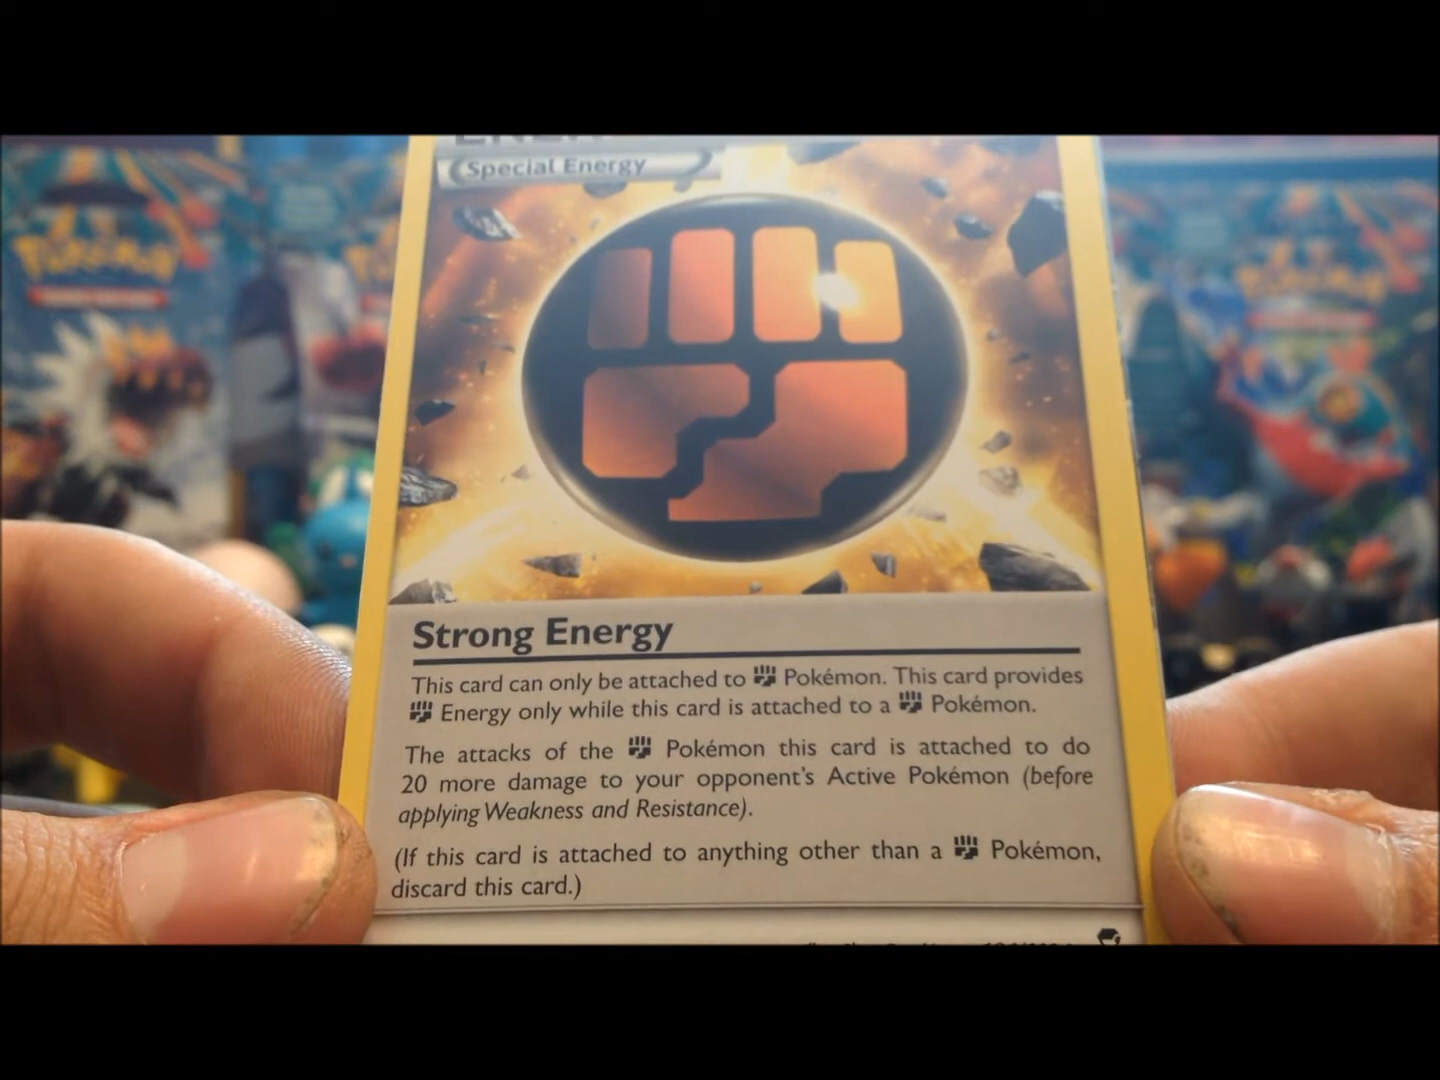 Special Energy
Strong Energy
This card can only be attached to Pokémon. This card provides
Energy only while this card is attached to a Pokémon.
The attacks of the Pokémon this card is attached to do
20 more damage to your opponent's Active Pokémon (before
applying Weakness and Resistance).
(If this card is attached to anything other than a Pokémon,
discard this card.)
POKéMON
POKéMON